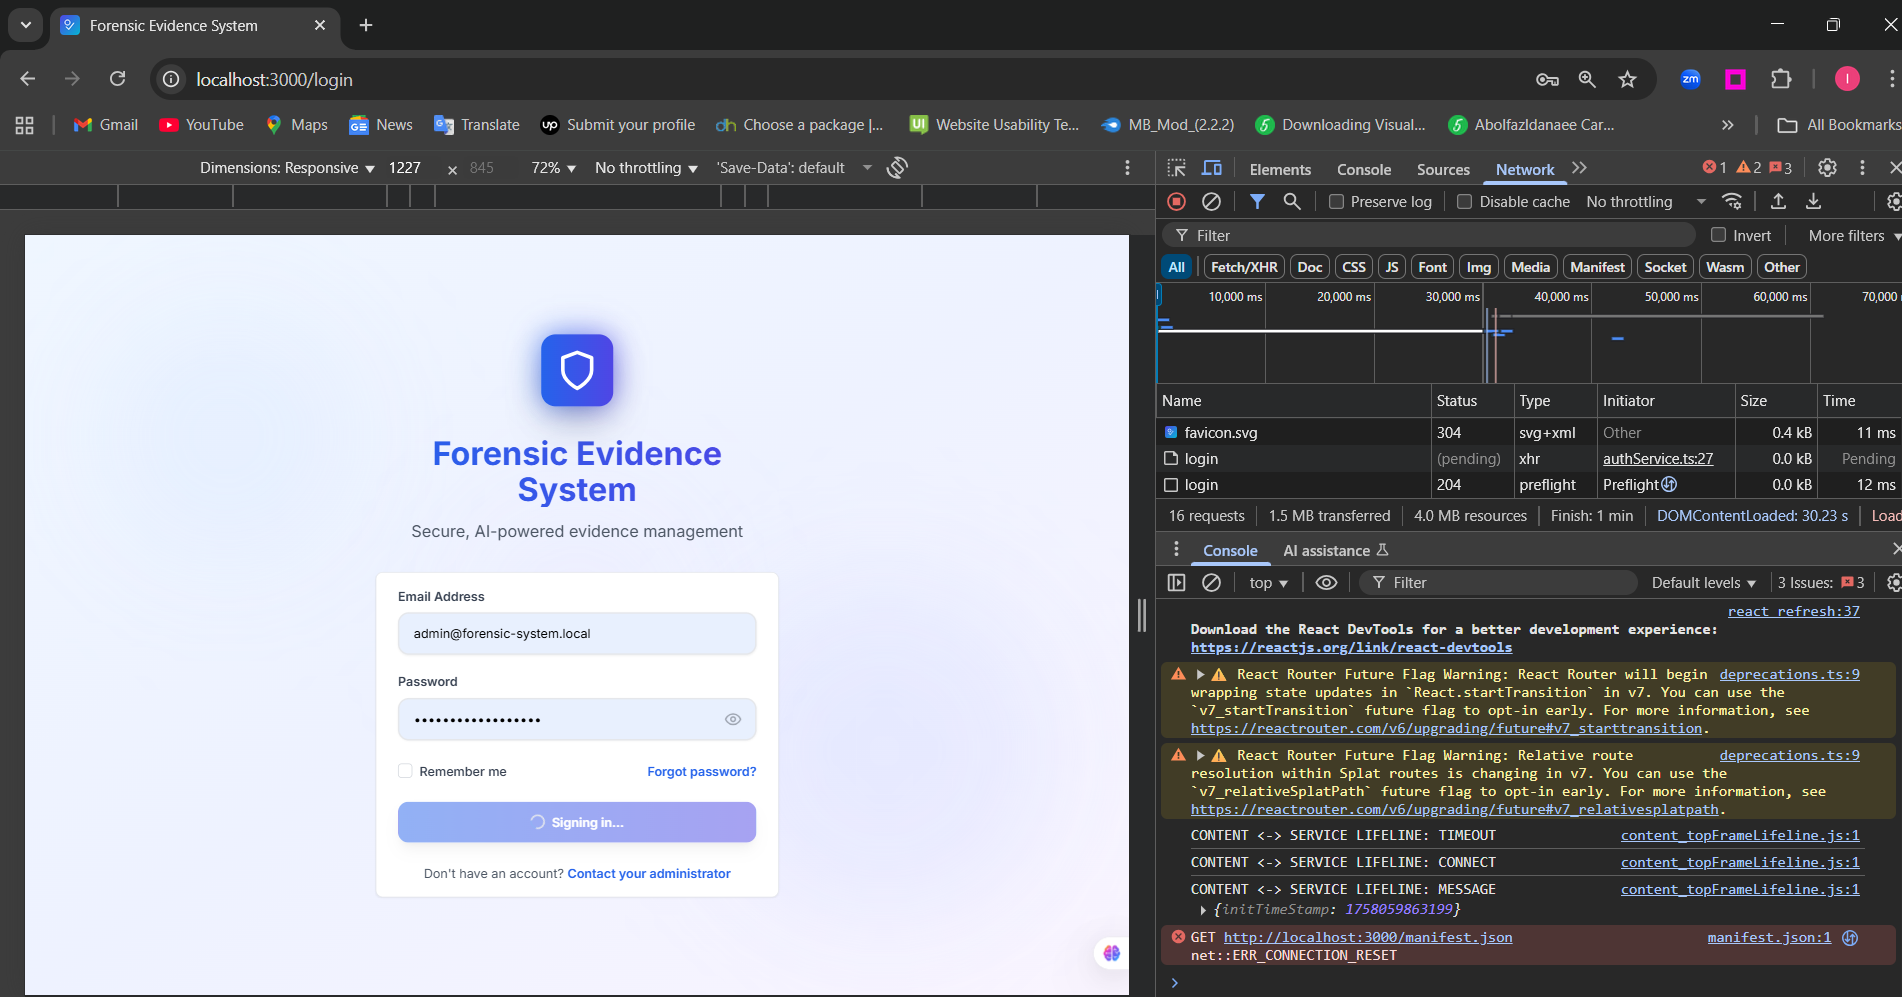 Forensic Evidence System
localhost:3000/login
zm
I
Gmail
YouTube
Maps
News
Translate
up Submit your profile
dh Choose a package |...
UI Website Usability Te...
MB_Mod_(2.2.2)
5 Downloading Visual...
5 Abolfazldanaee Car...
»
All Bookmarks
Dimensions: Responsive ▼ 1227 × 845 72% ▼ No throttling ▼ 'Save-Data': default
Forensic Evidence
System
Secure, AI-powered evidence management
Email Address
admin@forensic-system.local
Password
••••••••••••••••••
Remember me Forgot password?
Signing in...
Don't have an account? Contact your administrator
Elements Console Sources Network » 1 2 3
Preserve log Disable cache No throttling
Filter Invert More filters
All Fetch/XHR Doc CSS JS Font Img Media Manifest Socket Wasm Other
10,000 ms 20,000 ms 30,000 ms 40,000 ms 50,000 ms 60,000 ms 70,000
Name Status Type Initiator Size Time
favicon.svg 304 svg+xml Other 0.4 kB 11 ms
login (pending) xhr authService.ts:27 0.0 kB Pending
login 204 preflight Preflight 0.0 kB 12 ms
16 requests 1.5 MB transferred 4.0 MB resources Finish: 1 min DOMContentLoaded: 30.23 s Load
Console AI assistance
top ▼ Filter Default levels ▼ 3 Issues: 3
react refresh:37
Download the React DevTools for a better development experience:
https://reactjs.org/link/react-devtools
React Router Future Flag Warning: React Router will begin deprecations.ts:9
wrapping state updates in `React.startTransition` in v7. You can use the
`v7_startTransition` future flag to opt-in early. For more information, see
https://reactrouter.com/v6/upgrading/future#v7_starttransition.
React Router Future Flag Warning: Relative route deprecations.ts:9
resolution within Splat routes is changing in v7. You can use the
`v7_relativeSplatPath` future flag to opt-in early. For more information, see
https://reactrouter.com/v6/upgrading/future#v7_relativesplatpath.
CONTENT <-> SERVICE LIFELINE: TIMEOUT content_topFrameLifeline.js:1
CONTENT <-> SERVICE LIFELINE: CONNECT content_topFrameLifeline.js:1
CONTENT <-> SERVICE LIFELINE: MESSAGE content_topFrameLifeline.js:1
{initTimeStamp: 1758059863199}
GET http://localhost:3000/manifest.json manifest.json:1
net::ERR_CONNECTION_RESET